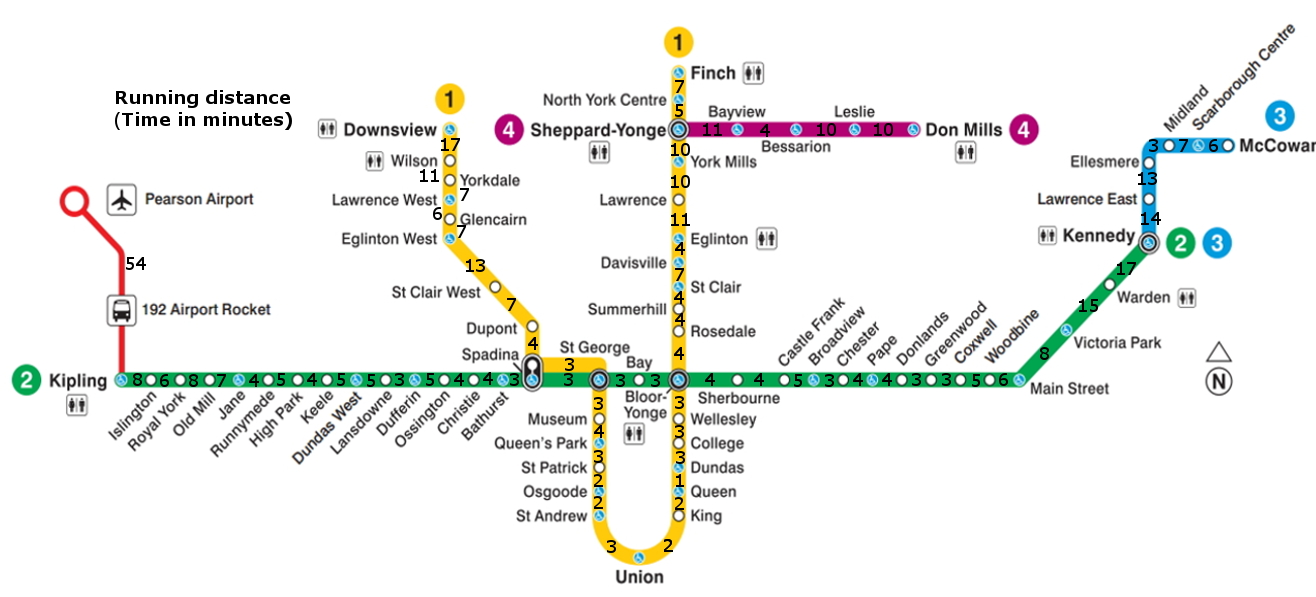 1
Finch
7
North York Centre
5
Running distance
(Time in minutes)
1
Bayview
Leslie
Downsview
4
Sheppard-Yonge
11
4
10
10
Don Mills
4
3
Bessarion
Midland
Scarborough Centre
3
7
6
McCowan
17
Wilson
11
Yorkdale
Lawrence West
7
6
Glencairn
7
Eglinton West
10
York Mills
10
Lawrence
11
Eglinton
4
Davisville
7
St Clair
4
Summerhill
4
Rosedale
4
Ellesmere
13
Lawrence East
14
Kennedy
2
3
17
Warden
15
Victoria Park
8
Pearson Airport
54
192 Airport Rocket
13
St Clair West
7
Dupont
4
Spadina
3
St George
Bay
Castle Frank
Broadview
Chester
Pape
Donlands
Greenwood
Coxwell
Woodbine
2
Kipling
8
6
8
7
4
5
4
5
5
3
5
4
4
3
3
3
3
4
4
5
3
4
4
3
3
5
6
Main Street
Islington
Royal York
Old Mill
Jane
Runnymede
High Park
Keele
Dundas West
Lansdowne
Dufferin
Ossington
Christie
Bathurst
Bloor-
Yonge
Sherbourne
3
Museum
4
Queen's Park
3
St Patrick
2
Osgoode
2
St Andrew
3
3
Wellesley
3
College
3
Dundas
1
Queen
2
King
2
Union
N